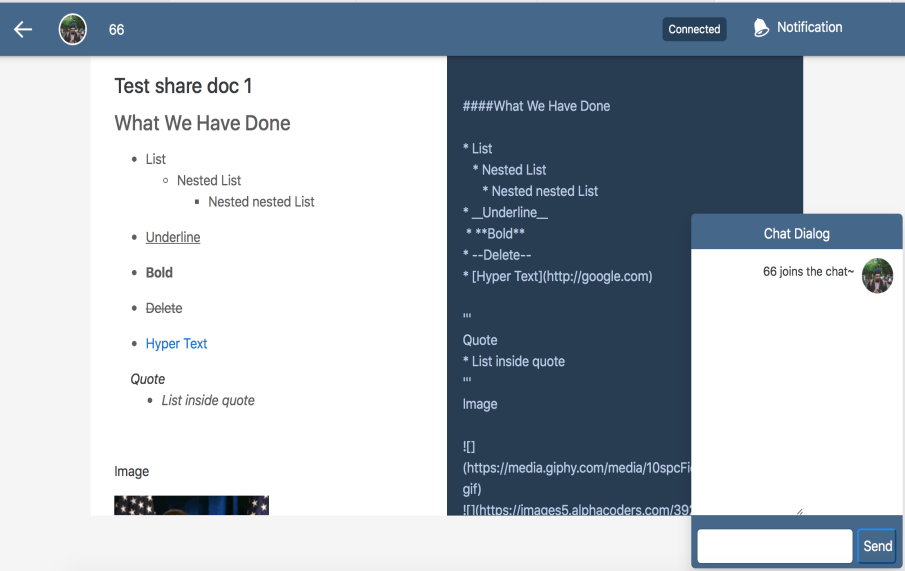 66
Connected
Notification
Test share doc 1
What We Have Done
List
Nested List
Nested nested List
Underline
Bold
Delete
Hyper Text
Quote
List inside quote
Image
####What We Have Done
* List
* Nested List
* Nested nested List
* __Underline__
* **Bold**
* --Delete--
* [Hyper Text](http://google.com)
'''
Quote
* List inside quote
'''
Image
![]
(https://media.giphy.com/media/10spcFi
gif)
![](https://images5.alphacoders.com/39
Chat Dialog
66 joins the chat~
Send